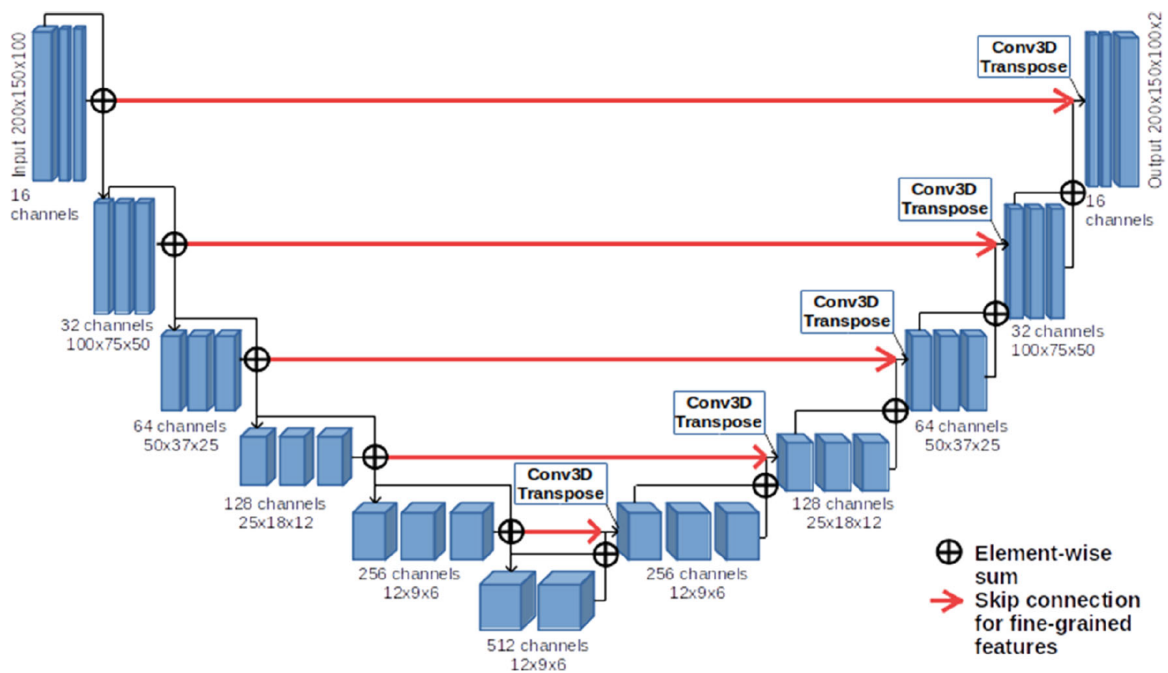 Input 200x150x100
16
channels
32 channels
100x75x50
64 channels
50x37x25
128 channels
25x18x12
256 channels
12x9x6
512 channels
12x9x6
Conv3D
Transpose
256 channels
12x9x6
Conv3D
Transpose
128 channels
25x18x12
Conv3D
Transpose
64 channels
50x37x25
Conv3D
Transpose
32 channels
100x75x50
Conv3D
Transpose
16
channels
Output 200x150x100x2
Element-wise
sum
Skip connection
for fine-grained
features